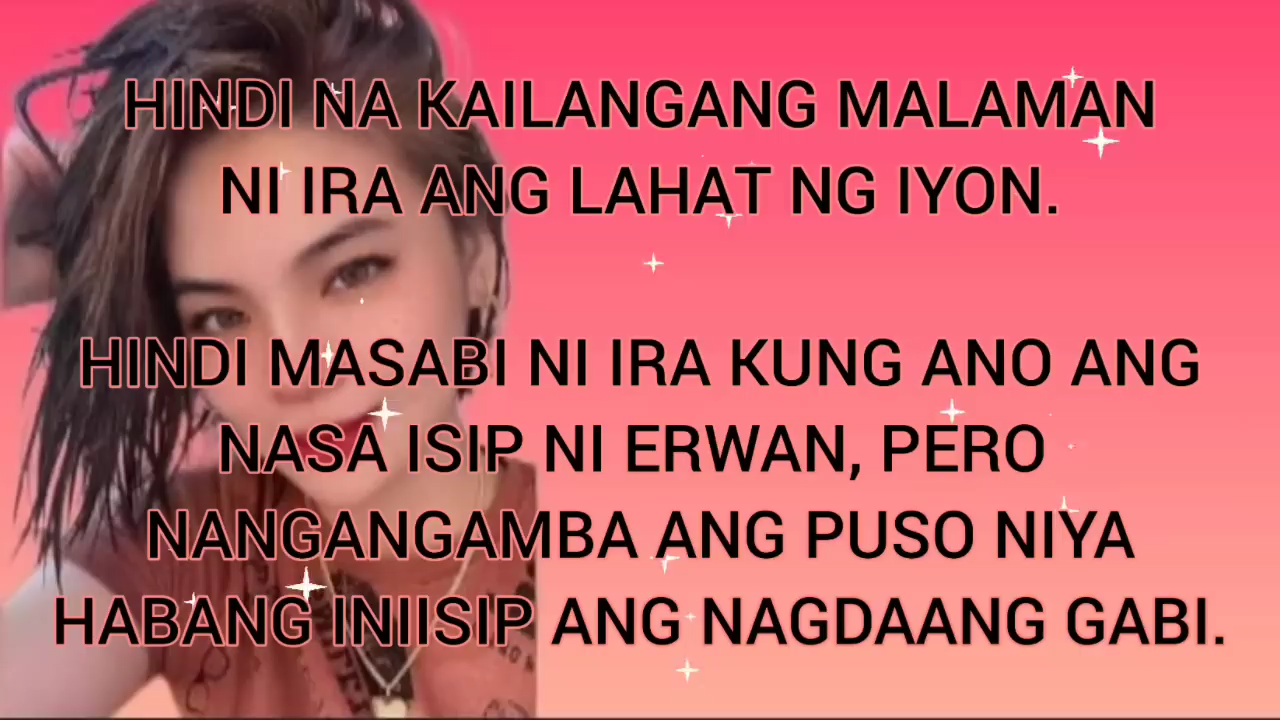 HINDI NA KAILANGANG MALAMAN
NI IRA ANG LAHAT NG IYON.
HINDI MASABI NI IRA KUNG ANO ANG
NASA ISIP NI ERWAN, PERO
NANGANGAMBA ANG PUSO NIYA
HABANG INIISIP ANG NAGDAANG GABI.